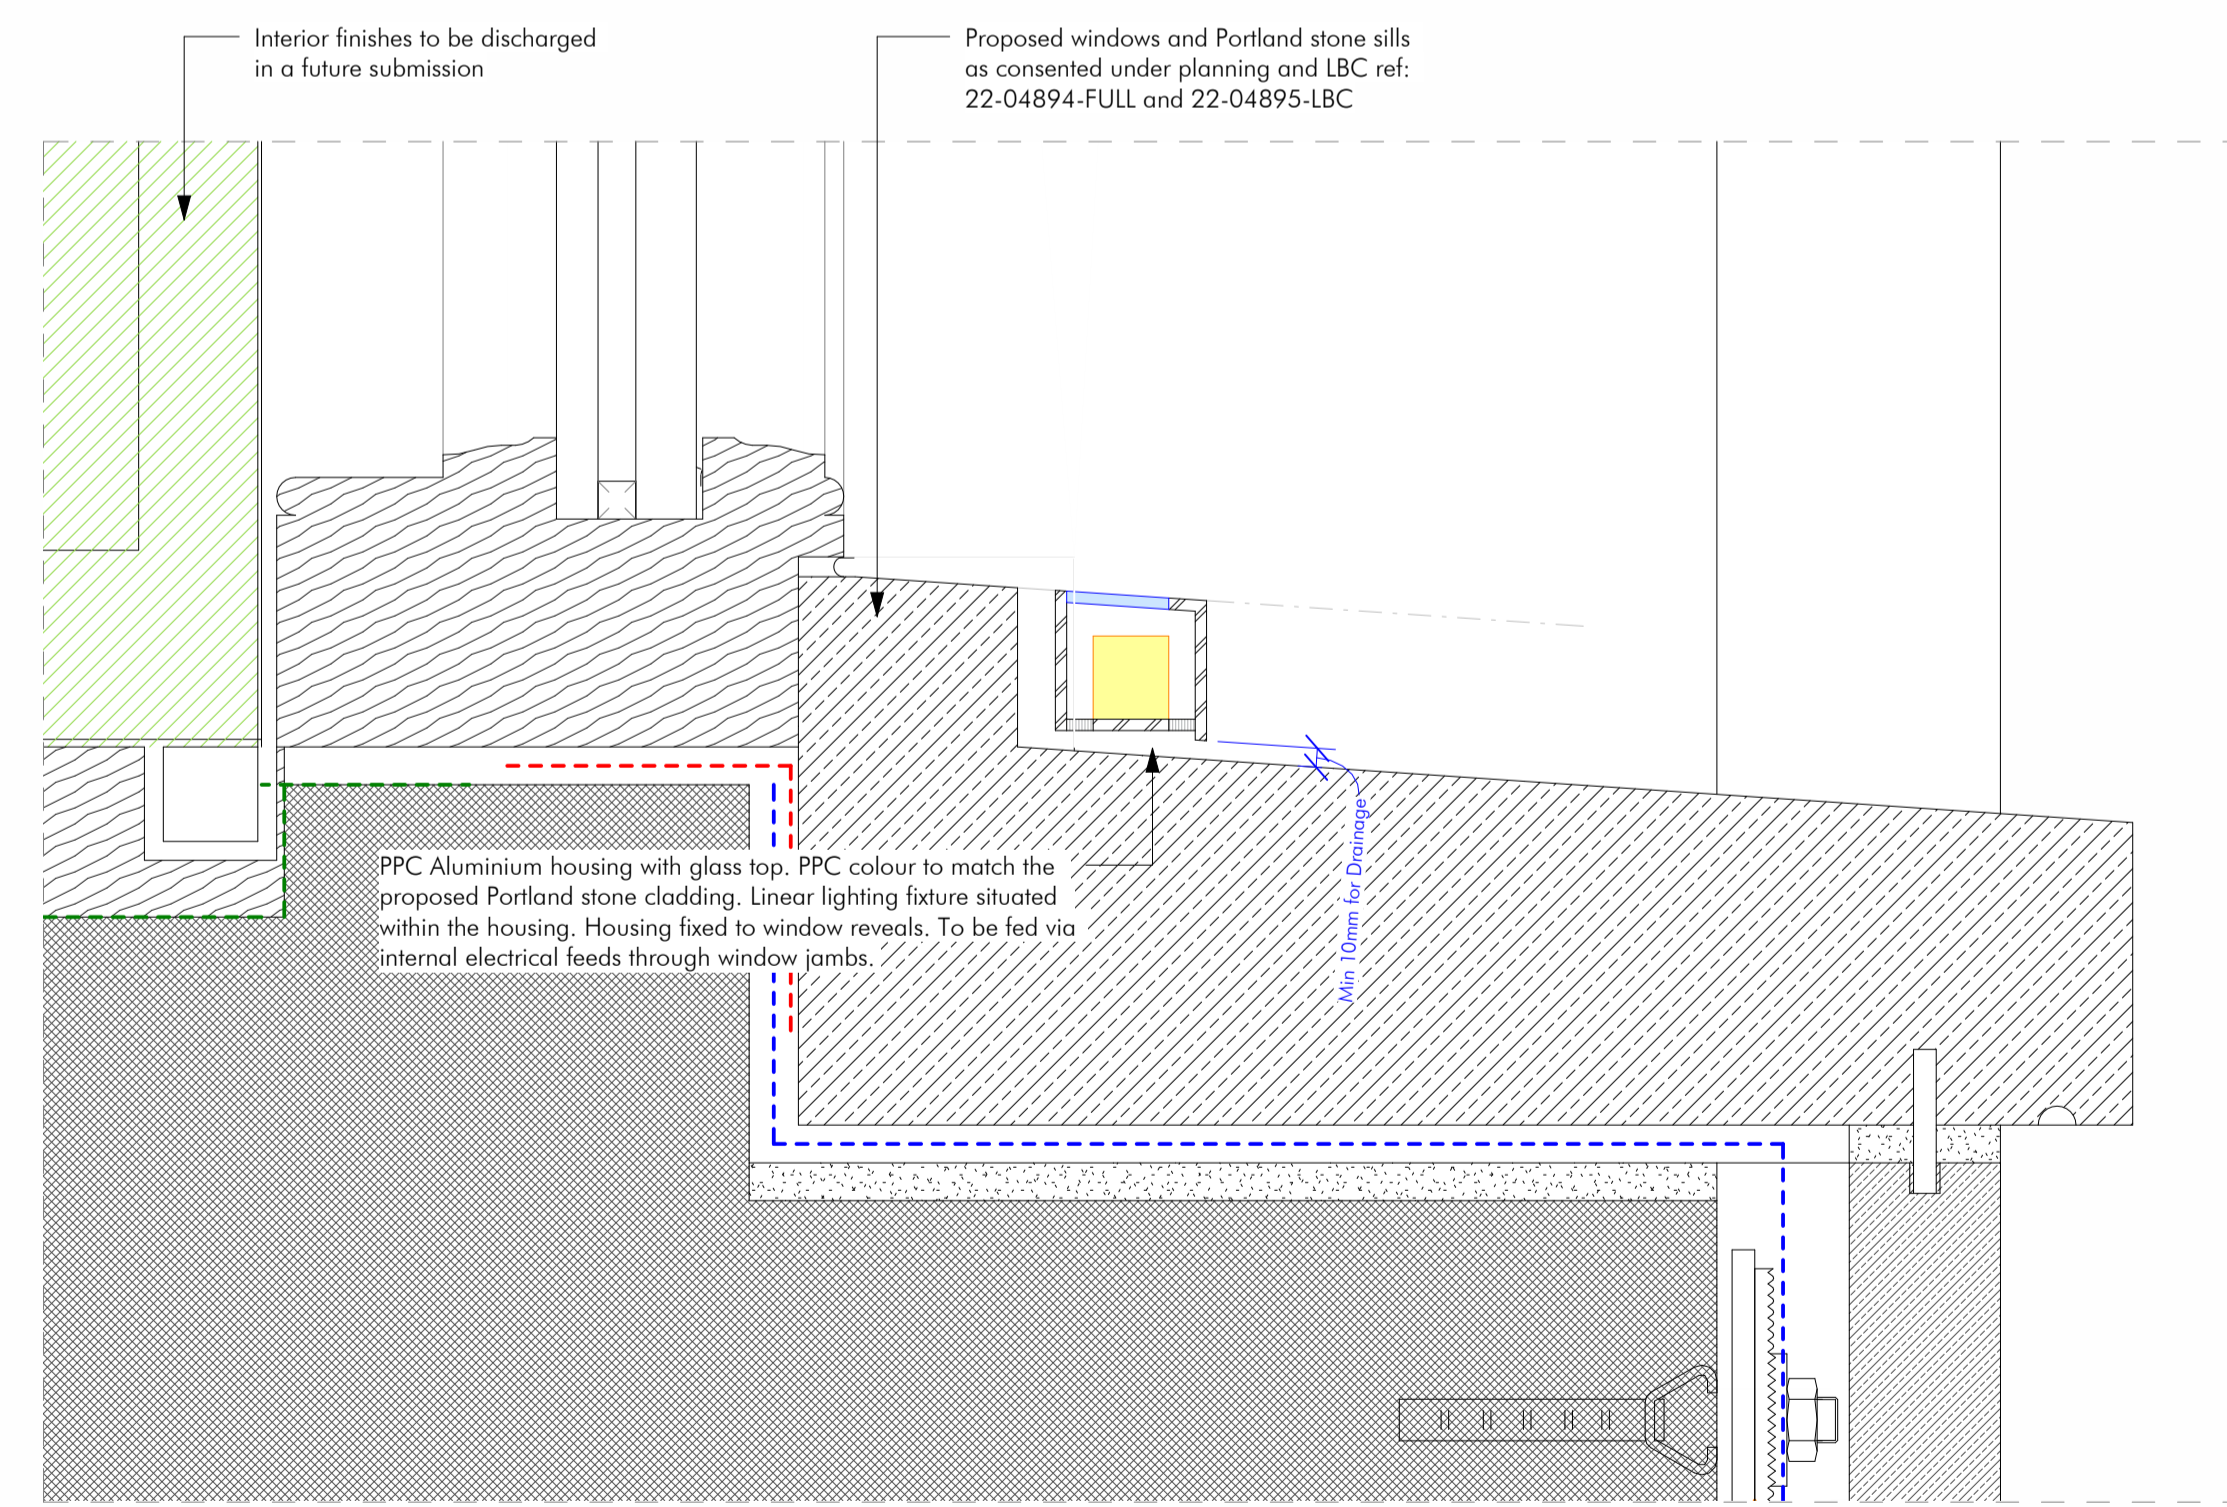 Interior finishes to be discharged
in a future submission
Proposed windows and Portland stone sills
as consented under planning and LBC ref:
22-04894-FULL and 22-04895-LBC
PPC Aluminium housing with glass top. PPC colour to match the
proposed Portland stone cladding. Linear lighting fixture situated
within the housing. Housing fixed to window reveals. To be fed via
internal electrical feeds through window jambs.
Min 10mm for Drainage